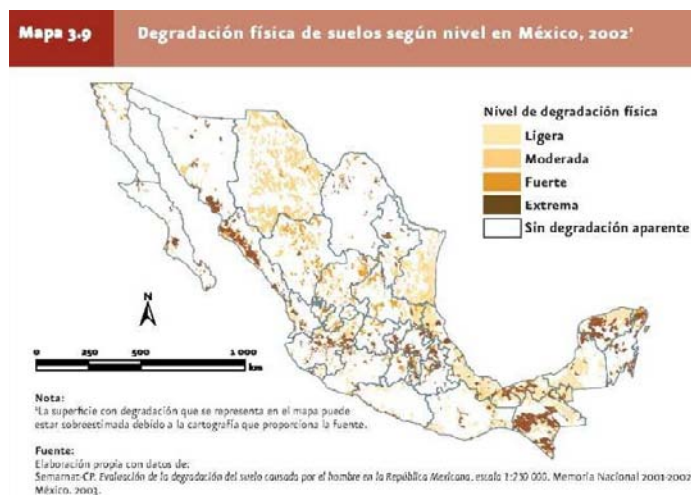 Mapa 3.9
Degradación física de suelos según nivel en México, 2002¹
Nivel de degradación física
Ligera
Moderada
Fuerte
Extrema
Sin degradación aparente
N
0 250 500 1 000
km
Nota:
¹La superficie con degradación que se representa en el mapa puede
estar sobreestimada debido a la cartografía que proporciona la fuente.
Fuente:
Elaboración propia con datos de:
Semarnat-CP. Evaluación de la degradación del suelo causada por el hombre en la República Mexicana, escala 1:250 000. Memoria Nacional 2001-2002.
México. 2003.